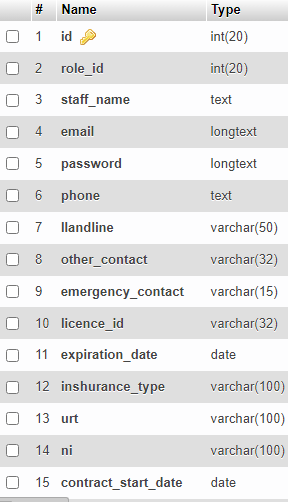 # Name Type
1 id int(20)
2 role_id int(20)
3 staff_name text
4 email longtext
5 password longtext
6 phone text
7 llandline varchar(50)
8 other_contact varchar(32)
9 emergency_contact varchar(15)
10 licence_id varchar(32)
11 expiration_date date
12 inshurance_type varchar(100)
13 urt varchar(100)
14 ni varchar(100)
15 contract_start_date date